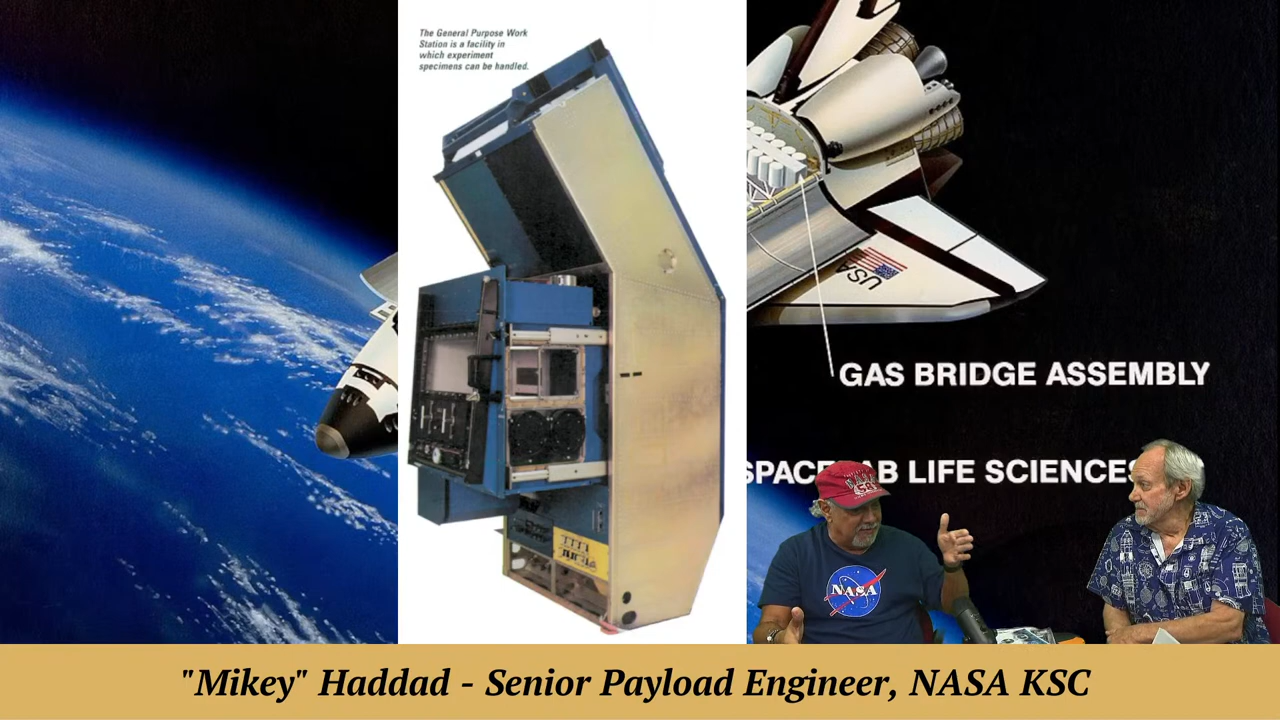 The General Purpose Work
Station is a facility in
which experiment
specimens can be handled.
USA
GAS BRIDGE ASSEMBLY
SPACELAB LIFE SCIENCES
NASA
"Mikey" Haddad - Senior Payload Engineer, NASA KSC